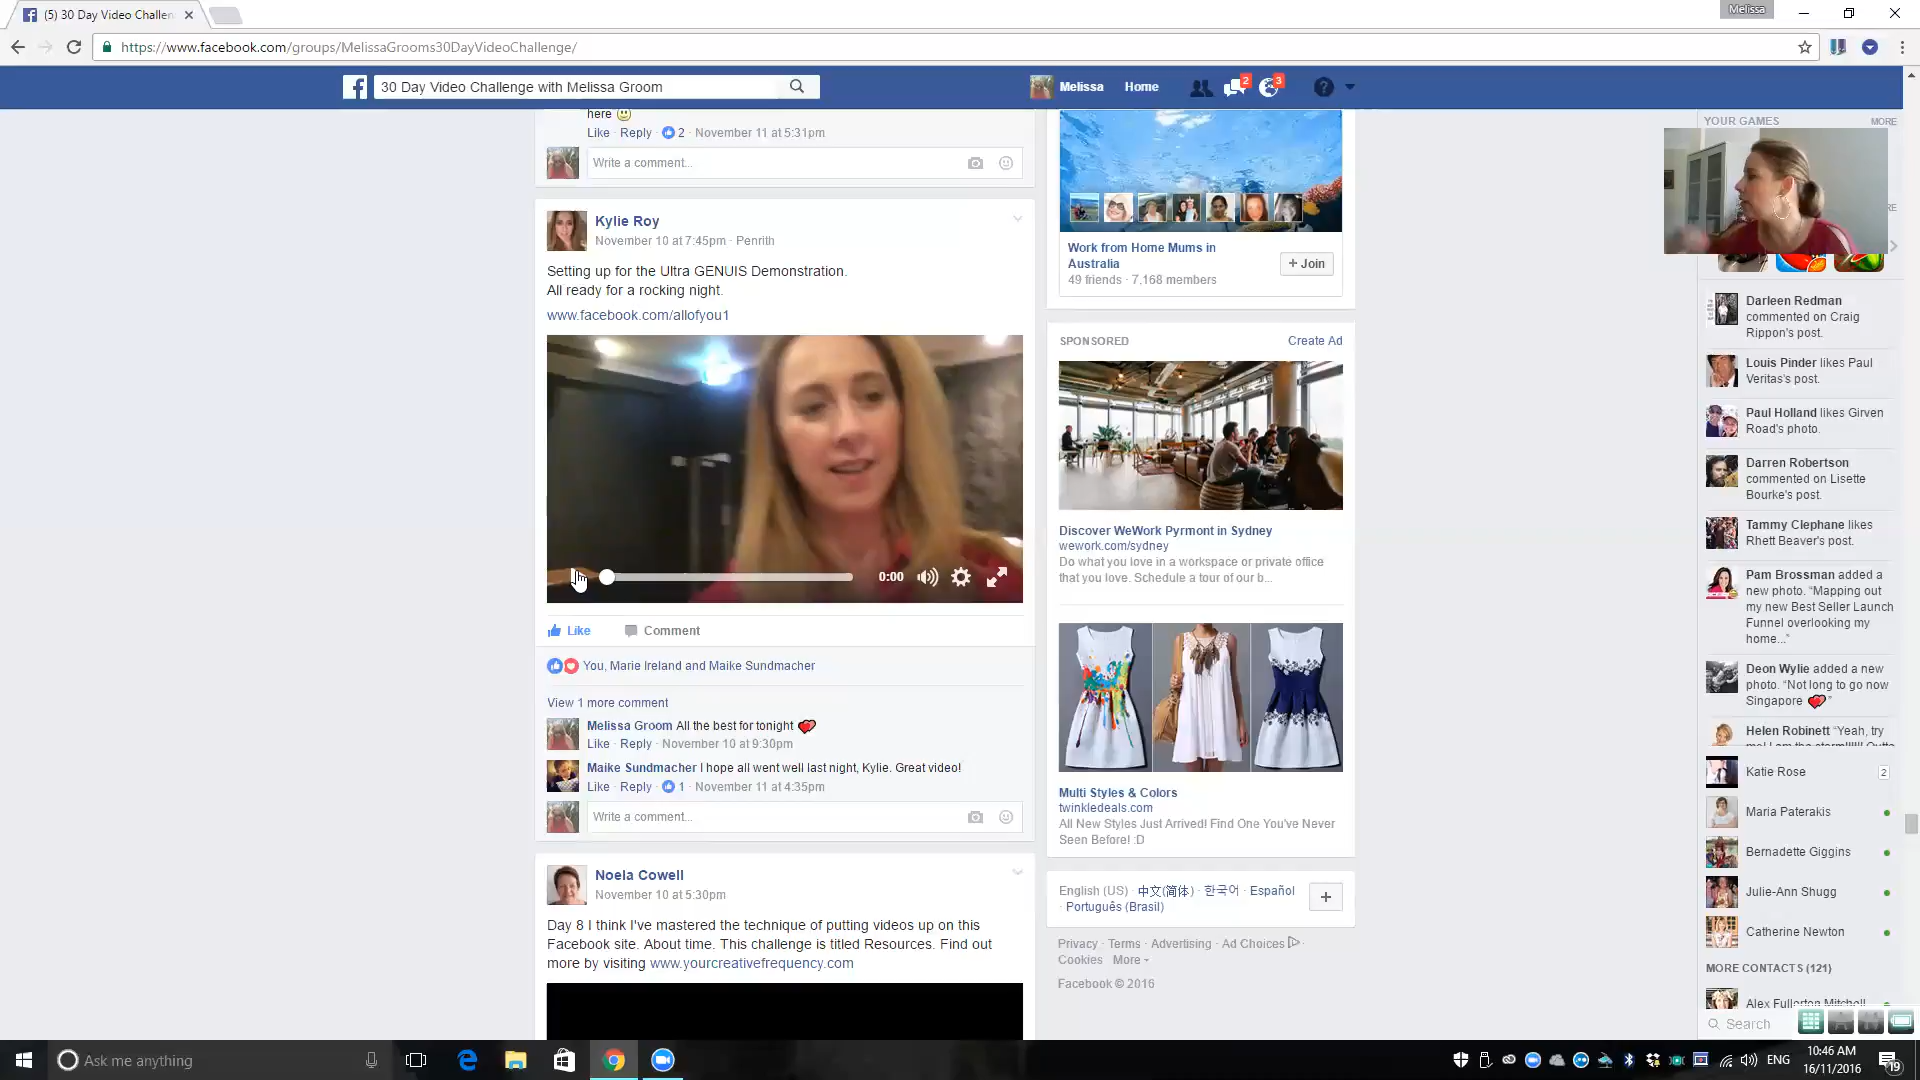 (5) 30 Day Video Challen
Melissa
https://www.facebook.com/groups/MelissaGrooms30DayVideoChallenge/
30 Day Video Challenge with Melissa Groom
Melissa
Home
2
3
here
Like · Reply · 2 · November 11 at 5:31pm
Write a comment...
Kylie Roy
November 10 at 7:45pm · Penrith
Setting up for the Ultra GENUIS Demonstration.
All ready for a rocking night.
www.facebook.com/allofyou1
0:00
Like Comment
You, Marie Ireland and Maike Sundmacher
View 1 more comment
Melissa Groom All the best for tonight
Like · Reply · November 10 at 9:30pm
Maike Sundmacher I hope all went well last night, Kylie. Great video!
Like · Reply · 1 · November 11 at 4:35pm
Write a comment...
Noela Cowell
November 10 at 5:30pm
Day 8 I think I've mastered the technique of putting videos up on this
Facebook site. About time. This challenge is titled Resources. Find out
more by visiting www.yourcreativefrequency.com
Work from Home Mums in
Australia
49 friends · 7,168 members
+ Join
SPONSORED
Create Ad
Discover WeWork Pyrmont in Sydney
wework.com/sydney
Do what you love in a workspace or private office
that you love. Schedule a tour of our b...
Multi Styles & Colors
twinkledeals.com
All New Styles Just Arrived! Find One You've Never
Seen Before! :D
English (US) · 中文(简体) · 한국어 · Español
· Português (Brasil)
+
Privacy · Terms · Advertising · Ad Choices ·
Cookies · More
Facebook © 2016
YOUR GAMES
MORE
RE
Darleen Redman
commented on Craig
Rippon's post.
Louis Pinder likes Paul
Veritas's post.
Paul Holland likes Girven
Road's photo.
Darren Robertson
commented on Lisette
Bourke's post.
Tammy Clephane likes
Rhett Beaver's post.
Pam Brossman added a
new photo. “Mapping out
my new Best Seller Launch
Funnel overlooking my
home...”
Deon Wylie added a new
photo. “Not long to go now
Singapore ”
Helen Robinett “Yeah, try
Katie Rose
2
Maria Paterakis
Bernadette Giggins
Julie-Ann Shugg
Catherine Newton
MORE CONTACTS (121)
Alex Fullerton Mitchell
Search
Ask me anything
ENG
10:46 AM
16/11/2016
19